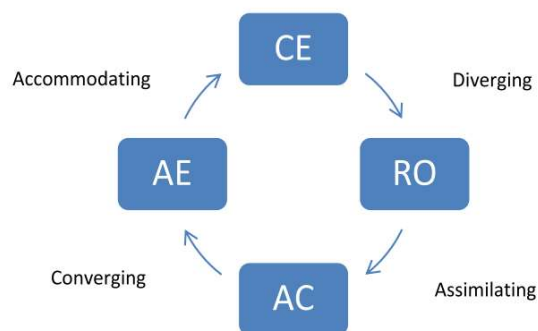 CE
Accommodating
Diverging
AE
RO
Converging
AC
Assimilating